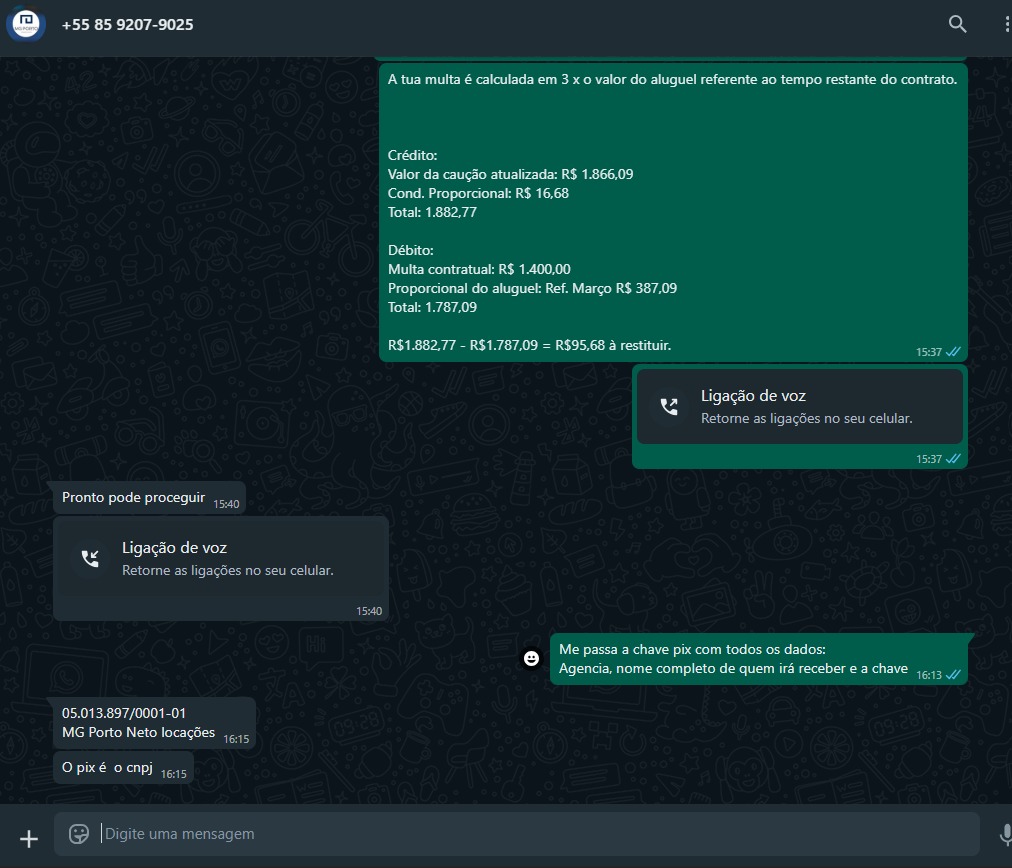 +55 85 9207-9025
MG PORTO
A tua multa é calculada em 3 x o valor do aluguel referente ao tempo restante do contrato.
Crédito:
Valor da caução atualizada: R$ 1.866,09
Cond. Proporcional: R$ 16,68
Total: 1.882,77
Débito:
Multa contratual: R$ 1.400,00
Proporcional do aluguel: Ref. Março R$ 387,09
Total: 1.787,09
R$1.882,77 - R$1.787,09 = R$95,68 à restituir.
15:37
Ligação de voz
Retorne as ligações no seu celular.
15:37
Pronto pode proceguir 15:40
Ligação de voz
Retorne as ligações no seu celular.
15:40
Me passa a chave pix com todos os dados:
Agencia, nome completo de quem irá receber e a chave 16:13
05.013.897/0001-01
MG Porto Neto locações 16:15
O pix é o cnpj 16:15
Digite uma mensagem